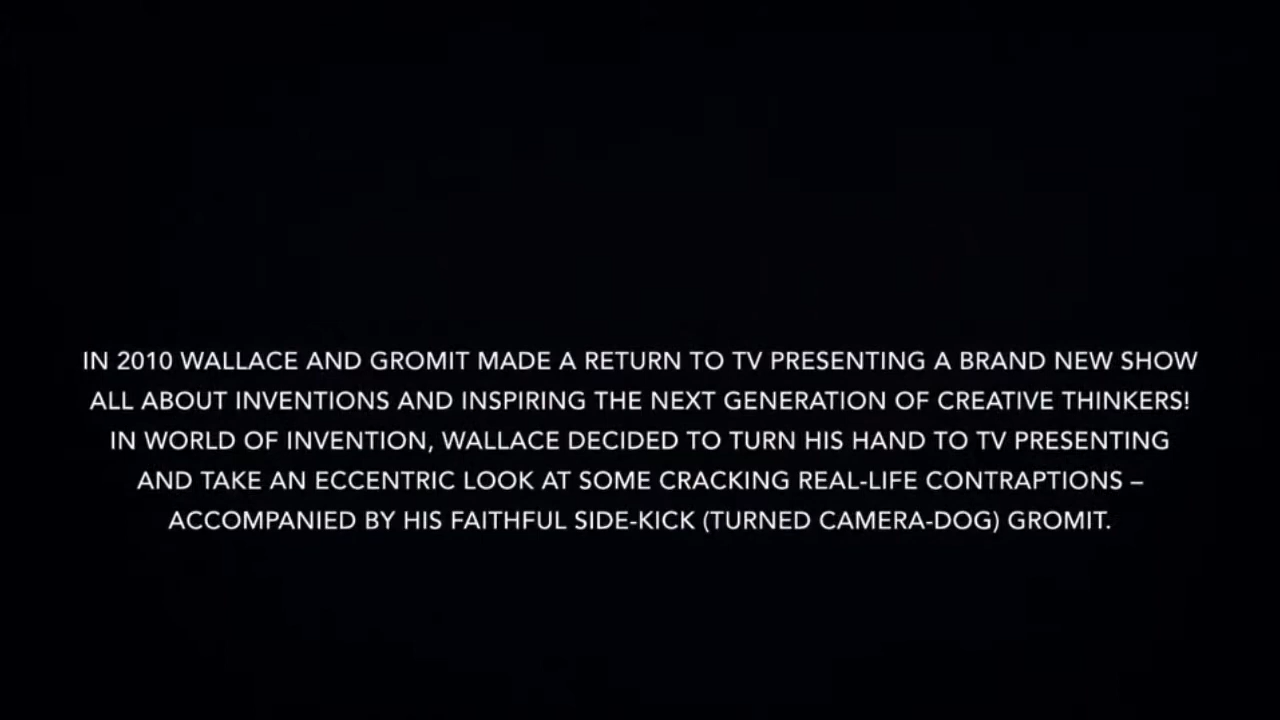 IN 2010 WALLACE AND GROMIT MADE A RETURN TO TV PRESENTING A BRAND NEW SHOW
ALL ABOUT INVENTIONS AND INSPIRING THE NEXT GENERATION OF CREATIVE THINKERS!
IN WORLD OF INVENTION, WALLACE DECIDED TO TURN HIS HAND TO TV PRESENTING
AND TAKE AN ECCENTRIC LOOK AT SOME CRACKING REAL-LIFE CONTRAPTIONS –
ACCOMPANIED BY HIS FAITHFUL SIDE-KICK (TURNED CAMERA-DOG) GROMIT.